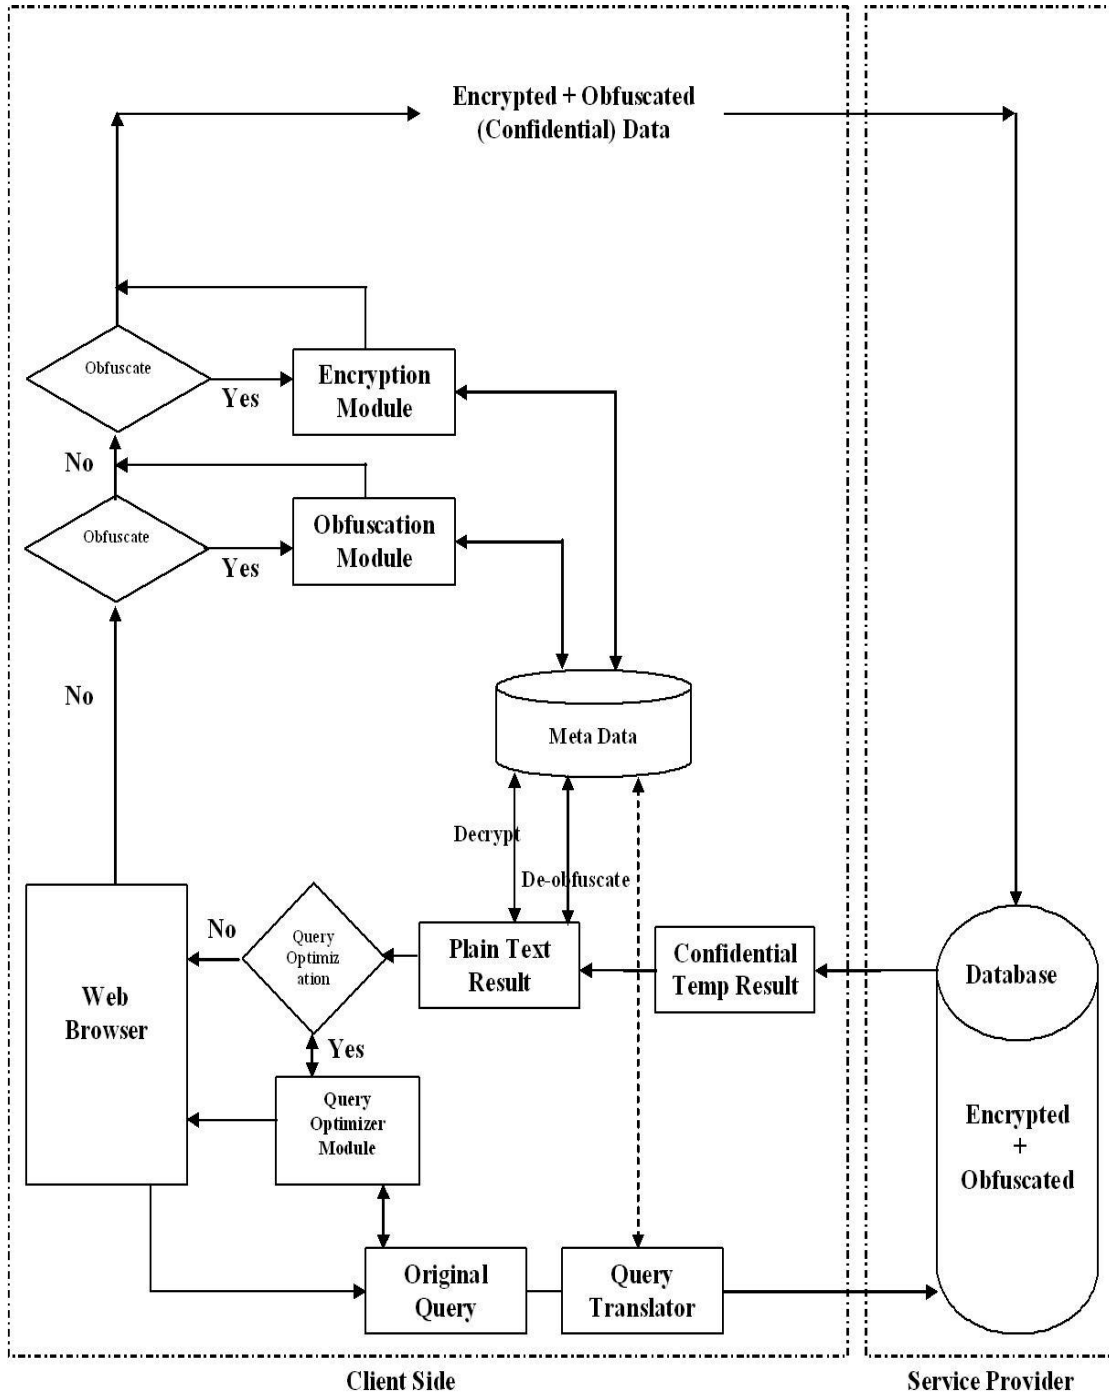 Encrypted + Obfuscated
(Confidential) Data
Obfuscate
Yes
Encryption
Module
No
Obfuscate
Yes
Obfuscation
Module
No
Meta Data
Decrypt
De-obfuscate
Web
Browser
No
Query
Optimiz
ation
Yes
Plain Text
Result
Confidential
Temp Result
Database
Query
Optimizer
Module
Encrypted
+
Obfuscated
Original
Query
Query
Translator
Client Side
Service Provider